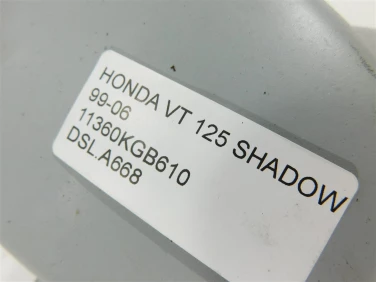 HONDA VT 125 SHADOW
99-06
11360KGB610
DSL.A668